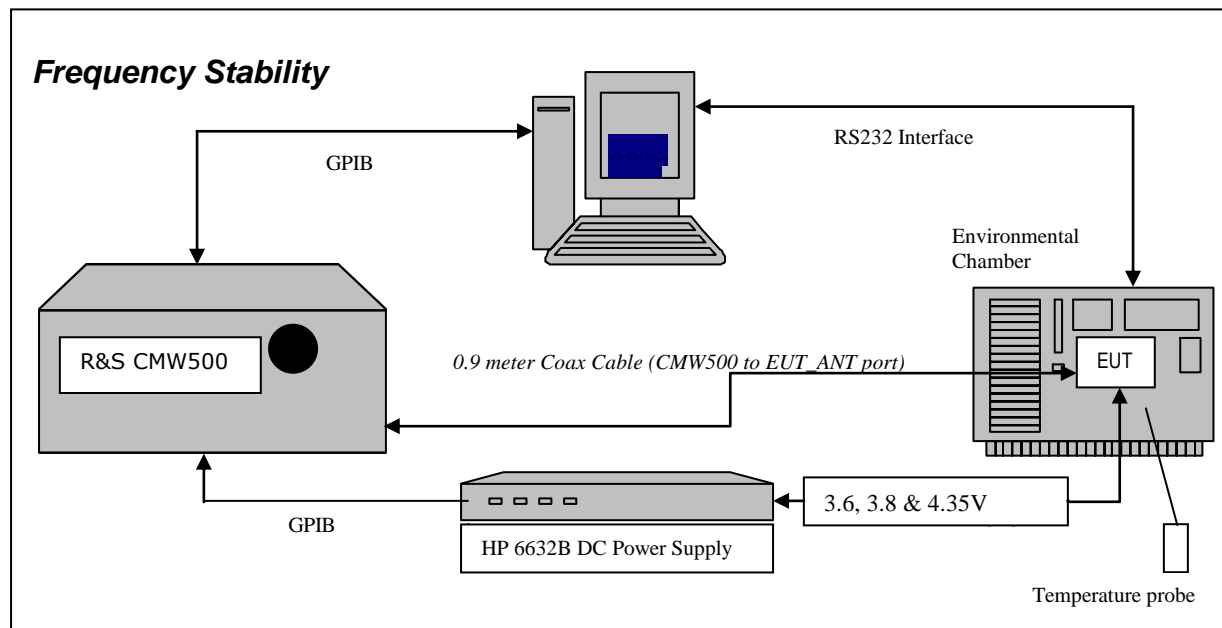 Frequency Stability
RS232 Interface
GPIB
Environmental
Chamber
R&S CMW500
0.9 meter Coax Cable (CMW500 to EUT_ANT port)
EUT
3.6, 3.8 & 4.35V
GPIB
HP 6632B DC Power Supply
Temperature probe